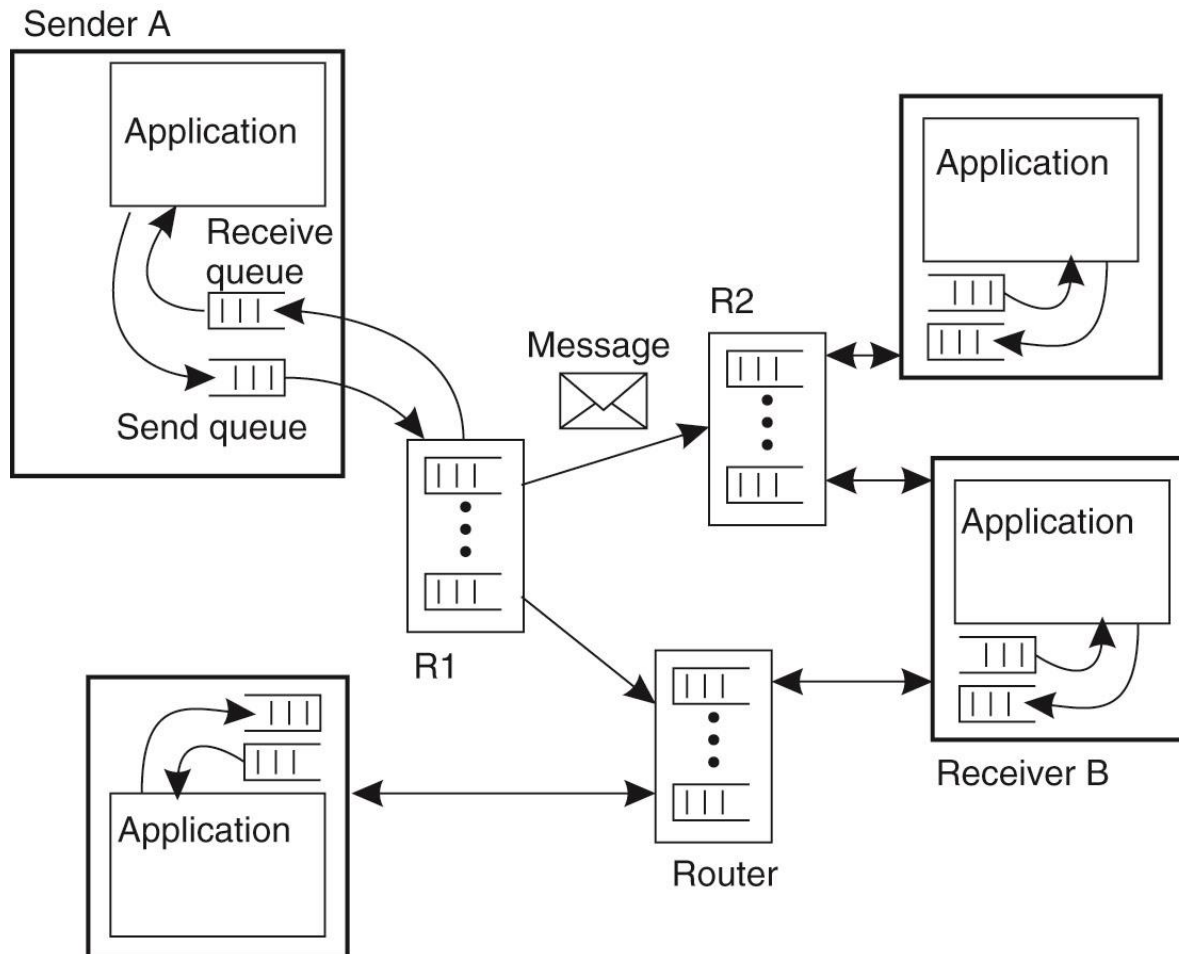 Sender A
Application
Receive
queue
Send queue
Message
R2
Application
R1
Application
Receiver B
Application
Router